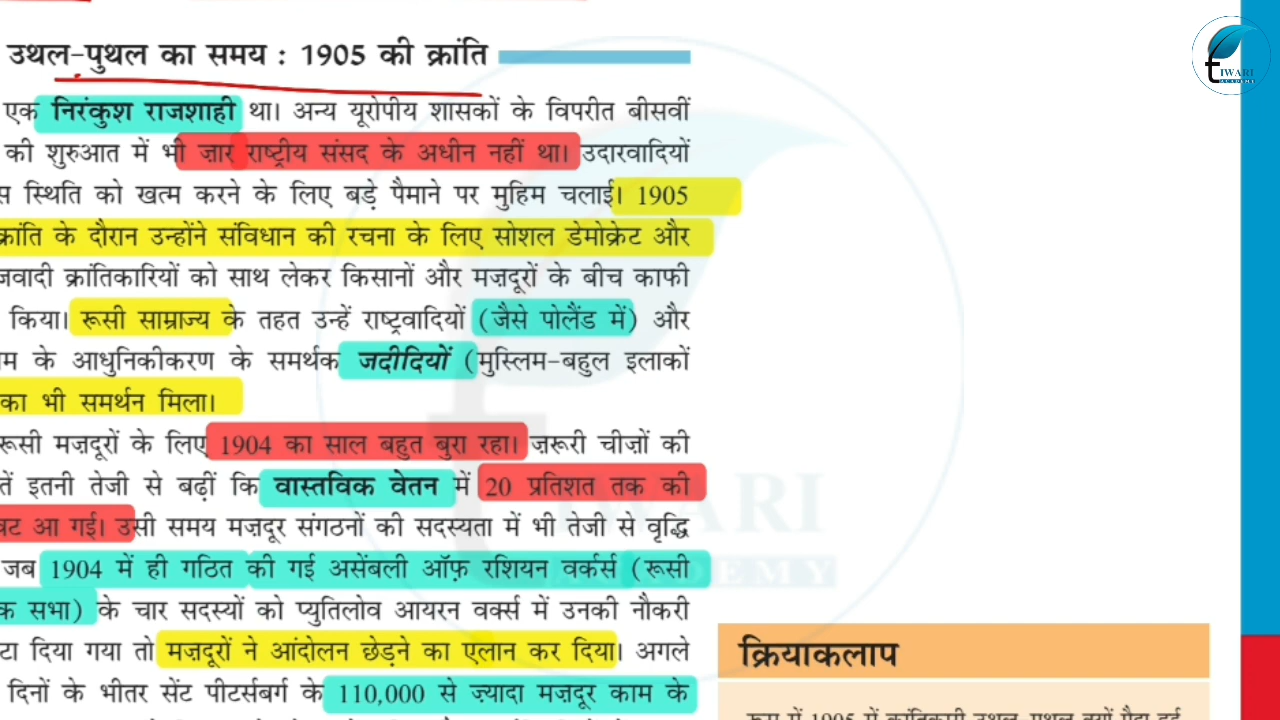 उथल-पुथल का समय : 1905 की क्रांति
एक निरंकुश राजशाही था। अन्य यूरोपीय शासकों के विपरीत बीसवीं
की शुरुआत में भी ज़ार राष्ट्रीय संसद के अधीन नहीं था। उदारवादियों
स्थिति को खत्म करने के लिए बड़े पैमाने पर मुहिम चलाई। 1905
क्रांति के दौरान उन्होंने संविधान की रचना के लिए सोशल डेमोक्रेट और
जवादी क्रांतिकारियों को साथ लेकर किसानों और मज़दूरों के बीच काफी
किया। रूसी साम्राज्य के तहत उन्हें राष्ट्रवादियों (जैसे पोलैंड में) और
के आधुनिकीकरण के समर्थक जदीदियों (मुस्लिम-बहुल इलाकों
का भी समर्थन मिला।
रूसी मज़दूरों के लिए 1904 का साल बहुत बुरा रहा। ज़रूरी चीज़ों की
इतनी तेजी से बढ़ीं कि वास्तविक वेतन में 20 प्रतिशत तक की
आ गई। उसी समय मज़दूर संगठनों की सदस्यता में भी तेजी से वृद्धि
जब 1904 में ही गठित की गई असेंबली ऑफ़ रशियन वर्कर्स (रूसी
क सभा) के चार सदस्यों को प्युतिलोव आयरन वर्क्स में उनकी नौकरी
टा दिया गया तो मज़दूरों ने आंदोलन छेड़ने का एलान कर दिया। अगले
दिनों के भीतर सेंट पीटर्सबर्ग के 110,000 से ज़्यादा मज़दूर काम के
क्रियाकलाप
TIWARI
ACADEMY